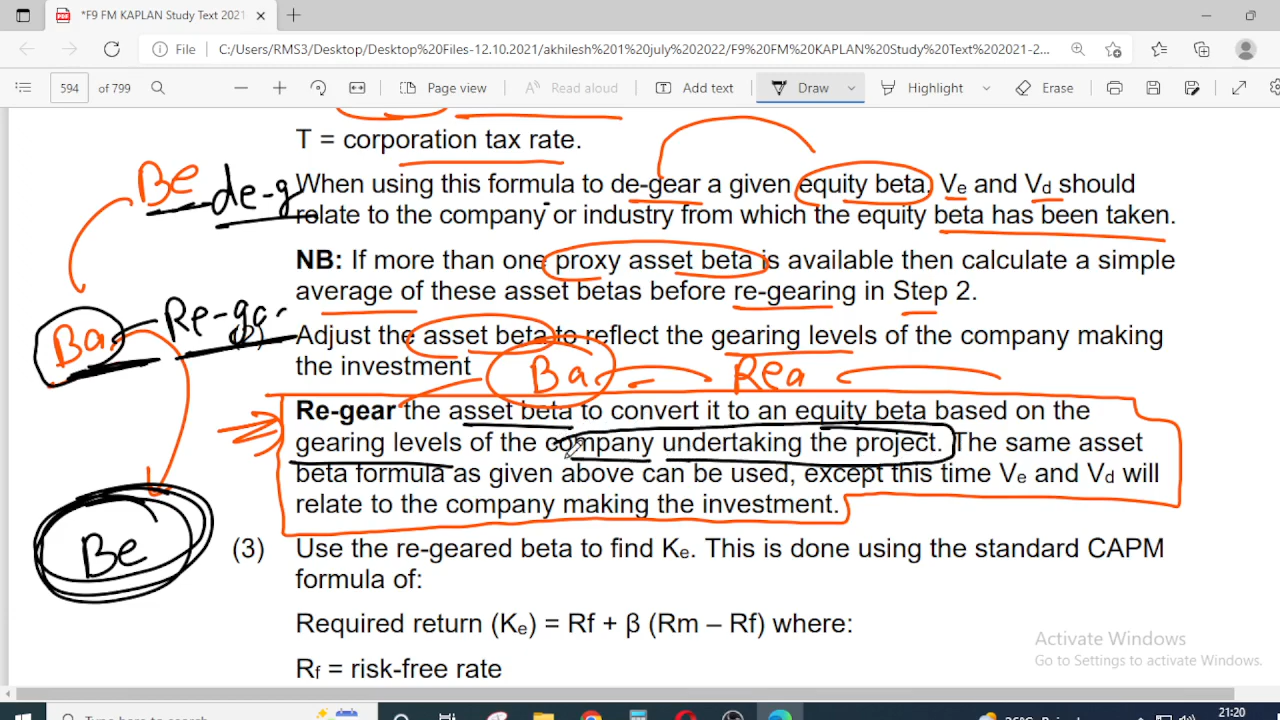 *F9 FM KAPLAN Study Text 2021
File C:/Users/RMS3/Desktop/Desktop%20Files-12.10.2021/akhilesh%201%20july%202022/F9%20FM%20KAPLAN%20Study%20Text%202021-2...
594 of 799 Page view Read aloud Add text Draw Highlight Erase
T = corporation tax rate.
Be de-g
When using this formula to de-gear a given equity beta, Ve and Vd should
relate to the company or industry from which the equity beta has been taken.
NB: If more than one proxy asset beta is available then calculate a simple
average of these asset betas before re-gearing in Step 2.
Ba Re-gea
Adjust the asset beta to reflect the gearing levels of the company making
the investment
Ba Rea
Re-gear the asset beta to convert it to an equity beta based on the
gearing levels of the company undertaking the project. The same asset
beta formula as given above can be used, except this time Ve and Vd will
relate to the company making the investment.
Be
(3) Use the re-geared beta to find Ke. This is done using the standard CAPM
formula of:
Required return (Ke) = Rf + β (Rm – Rf) where:
Rf = risk-free rate
Activate Windows
Go to Settings to activate Windows.
21:20